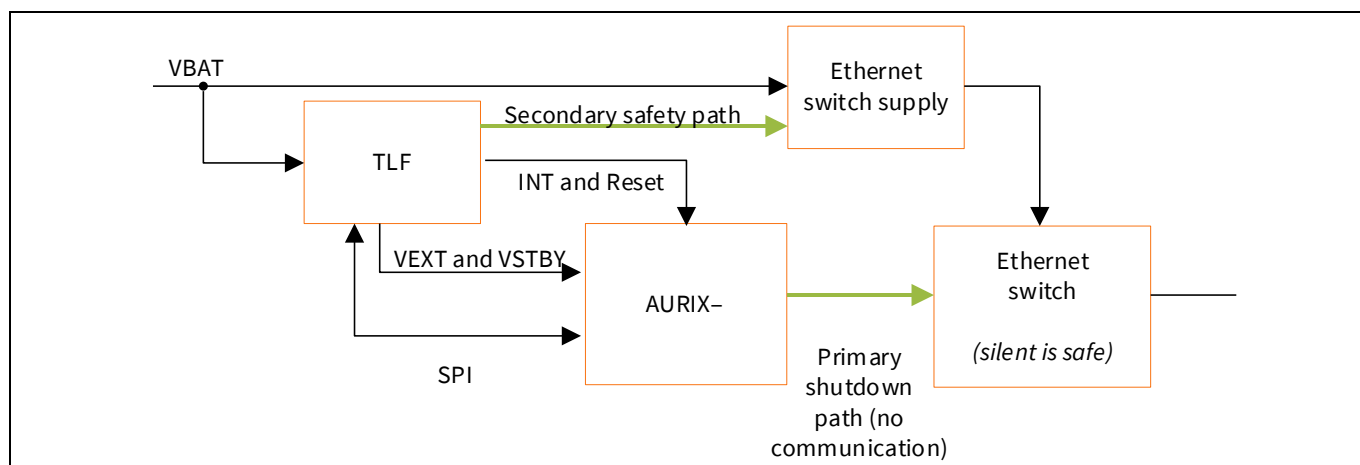 VBAT
Ethernet
switch supply
Secondary safety path
TLF
INT and Reset
VEXT and VSTBY
Ethernet
switch
AURIX–
(silent is safe)
SPI
Primary
shutdown
path (no
communication)